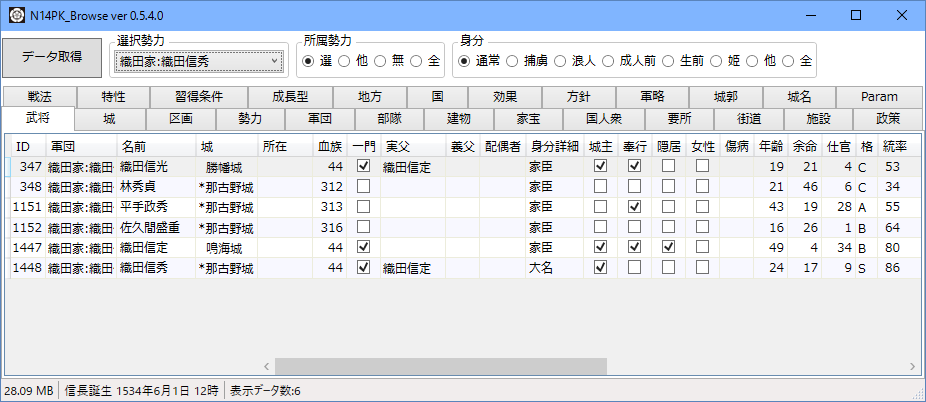 N14PK_Browse ver 0.5.4.0
データ取得
選択勢力
織田家:織田信秀
所属勢力
選 他 無 全
身分
通常 捕虜 浪人 成人前 生前 姫 他 全
戦法 特性 習得条件 成長型 地方 国 効果 方針 軍略 城郭 城名 Param
武将 城 区画 勢力 軍団 部隊 建物 家宝 国人衆 要所 街道 施設 政策
ID 軍団 名前 城 所在 血族 一門 実父 義父 配偶者 身分詳細 城主 奉行 隠居 女性 傷病 年齢 余命 仕官 格 統率
347 織田家:織田 織田信光 勝幡城 44 織田信定 家臣 19 21 4 C 53
348 織田家:織田 林秀貞 *那古野城 312 家臣 21 46 6 C 34
1151 織田家:織田 平手政秀 *那古野城 313 家臣 43 19 28 A 55
1152 織田家:織田 佐久間盛重 *那古野城 316 家臣 16 26 1 B 64
1447 織田家:織田 織田信定 鳴海城 44 家臣 49 4 34 B 80
1448 織田家:織田 織田信秀 *那古野城 44 織田信定 大名 24 17 9 S 86
28.09 MB 信長誕生 1534年6月1日 12時 表示データ数:6